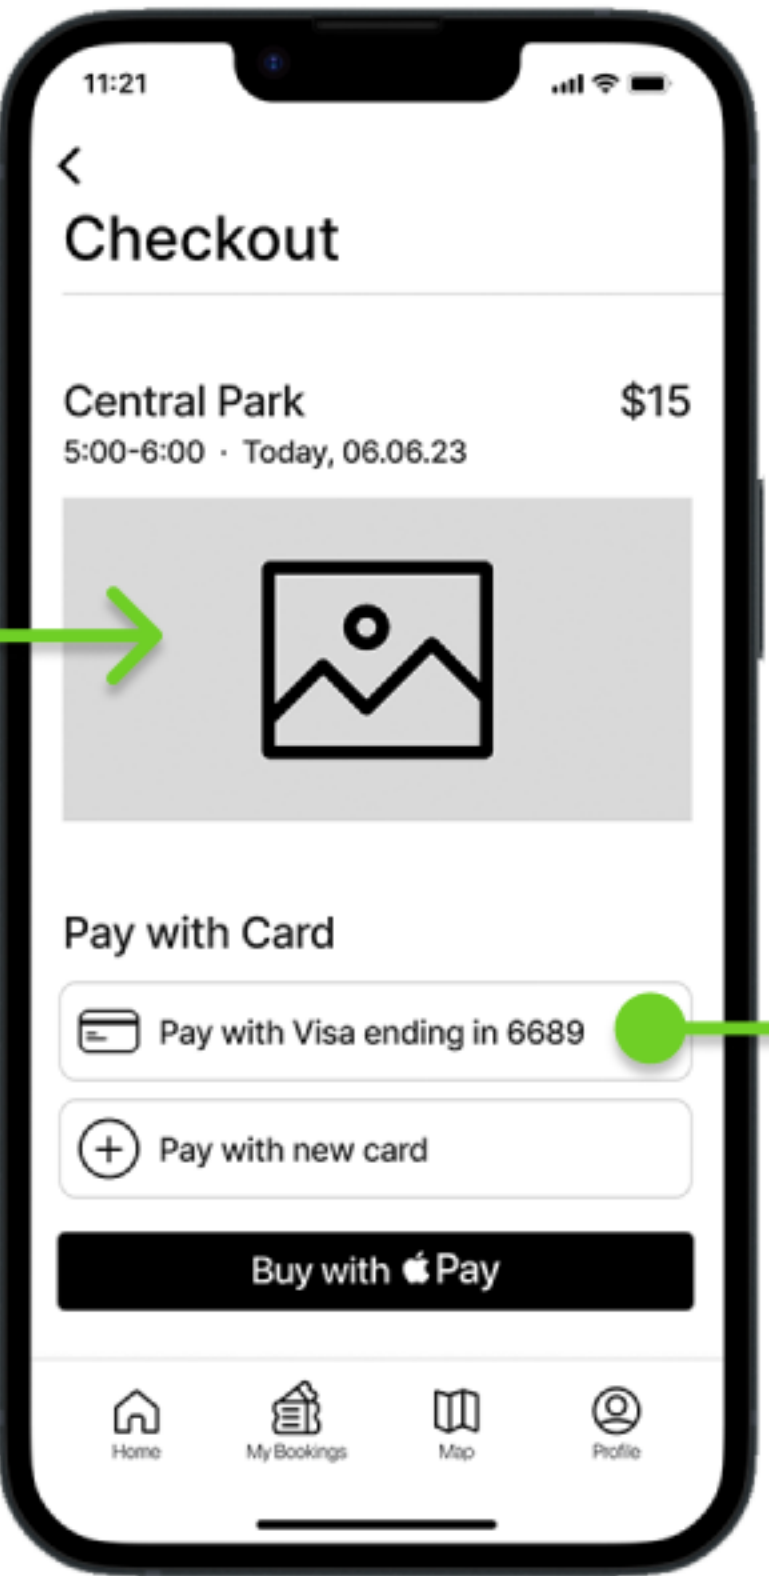 11:21
Checkout
Central Park $15
5:00-6:00 · Today, 06.06.23
Pay with Card
Pay with Visa ending in 6689
Pay with new card
Buy with Pay
Home My Bookings Map Profile